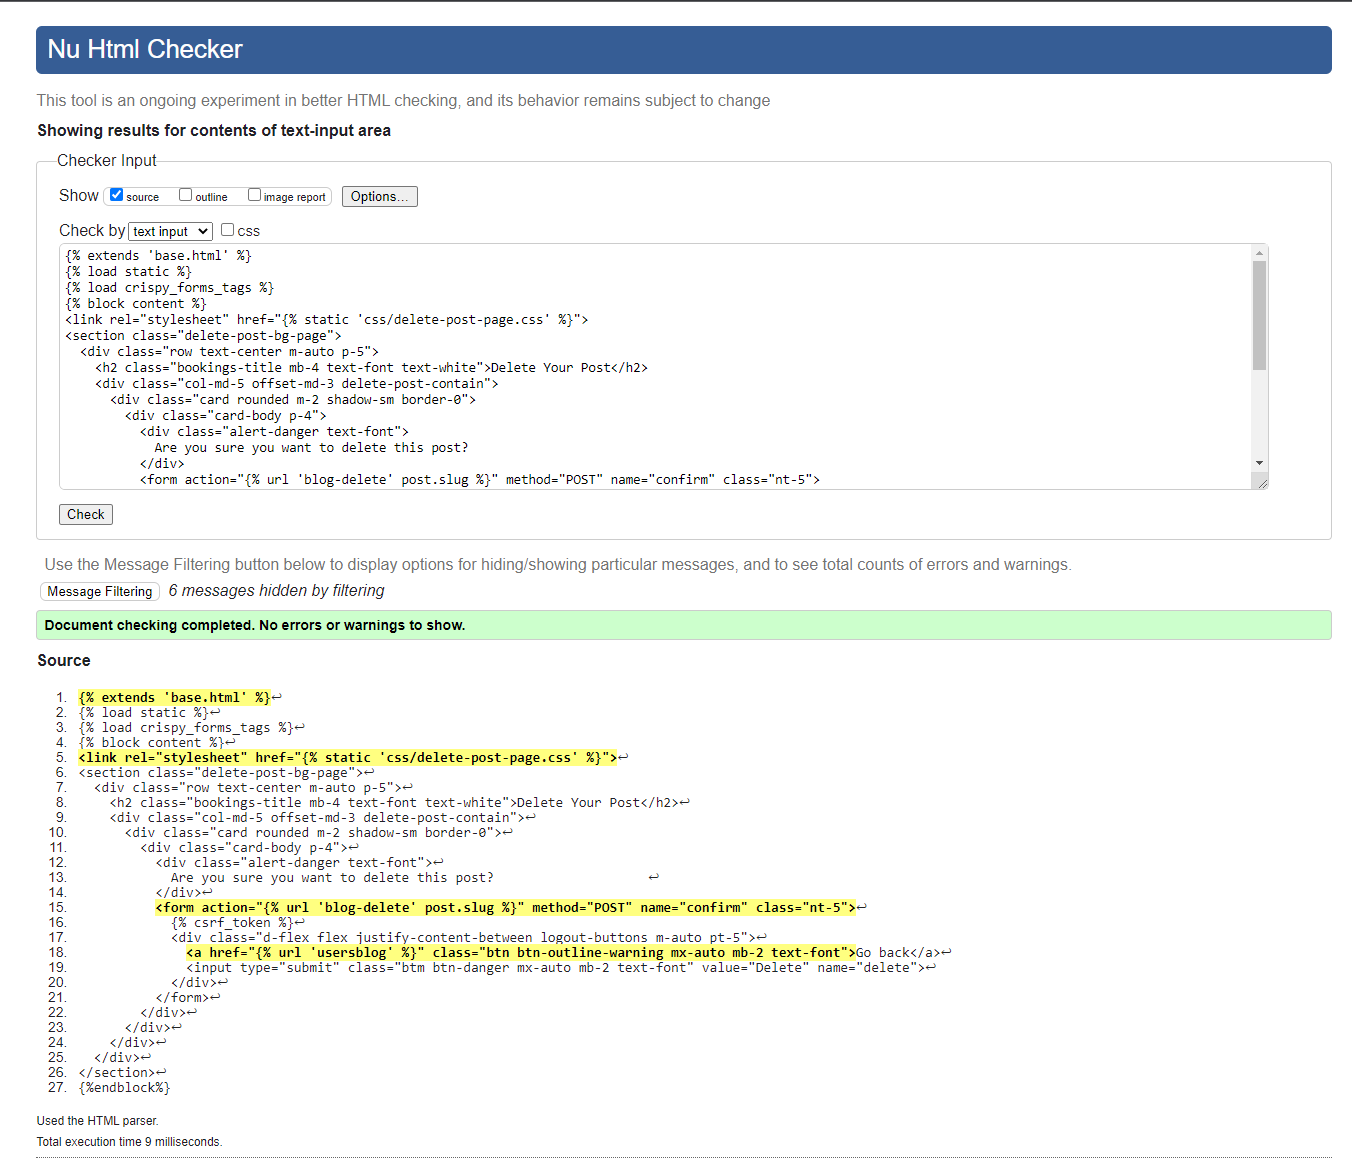 Nu Html Checker
This tool is an ongoing experiment in better HTML checking, and its behavior remains subject to change
Showing results for contents of text-input area
Checker Input
Show source outline image report Options...
Check by text input css
{% extends 'base.html' %}
{% load static %}
{% load crispy_forms_tags %}
{% block content %}
<link rel="stylesheet" href="{% static 'css/delete-post-page.css' %}">
<section class="delete-post-bg-page">
  <div class="row text-center m-auto p-5">
    <h2 class="bookings-title mb-4 text-font text-white">Delete Your Post</h2>
    <div class="col-md-5 offset-md-3 delete-post-contain">
      <div class="card rounded m-2 shadow-sm border-0">
        <div class="card-body p-4">
          <div class="alert-danger text-font">
            Are you sure you want to delete this post?
          </div>
          <form action="{% url 'blog-delete' post.slug %}" method="POST" name="confirm" class="nt-5">
Check
Use the Message Filtering button below to display options for hiding/showing particular messages, and to see total counts of errors and warnings.
Message Filtering 6 messages hidden by filtering
Document checking completed. No errors or warnings to show.
Source
1. {% extends 'base.html' %}↩
2. {% load static %}↩
3. {% load crispy_forms_tags %}↩
4. {% block content %}↩
5. <link rel="stylesheet" href="{% static 'css/delete-post-page.css' %}">↩
6. <section class="delete-post-bg-page">↩
7.   <div class="row text-center m-auto p-5">↩
8.     <h2 class="bookings-title mb-4 text-font text-white">Delete Your Post</h2>↩
9.     <div class="col-md-5 offset-md-3 delete-post-contain">↩
10.       <div class="card rounded m-2 shadow-sm border-0">↩
11.         <div class="card-body p-4">↩
12.           <div class="alert-danger text-font">↩
13.             Are you sure you want to delete this post? ↩
14.           </div>↩
15.           <form action="{% url 'blog-delete' post.slug %}" method="POST" name="confirm" class="nt-5">↩
16.             {% csrf_token %}↩
17.             <div class="d-flex flex justify-content-between logout-buttons m-auto pt-5">↩
18.               <a href="{% url 'usersblog' %}" class="btn btn-outline-warning mx-auto mb-2 text-font">Go back</a>↩
19.               <input type="submit" class="btm btn-danger mx-auto mb-2 text-font" value="Delete" name="delete">↩
20.             </div>↩
21.           </form>↩
22.         </div>↩
23.       </div>↩
24.     </div>↩
25.   </div>↩
26. </section>↩
27. {%endblock%}
Used the HTML parser.
Total execution time 9 milliseconds.